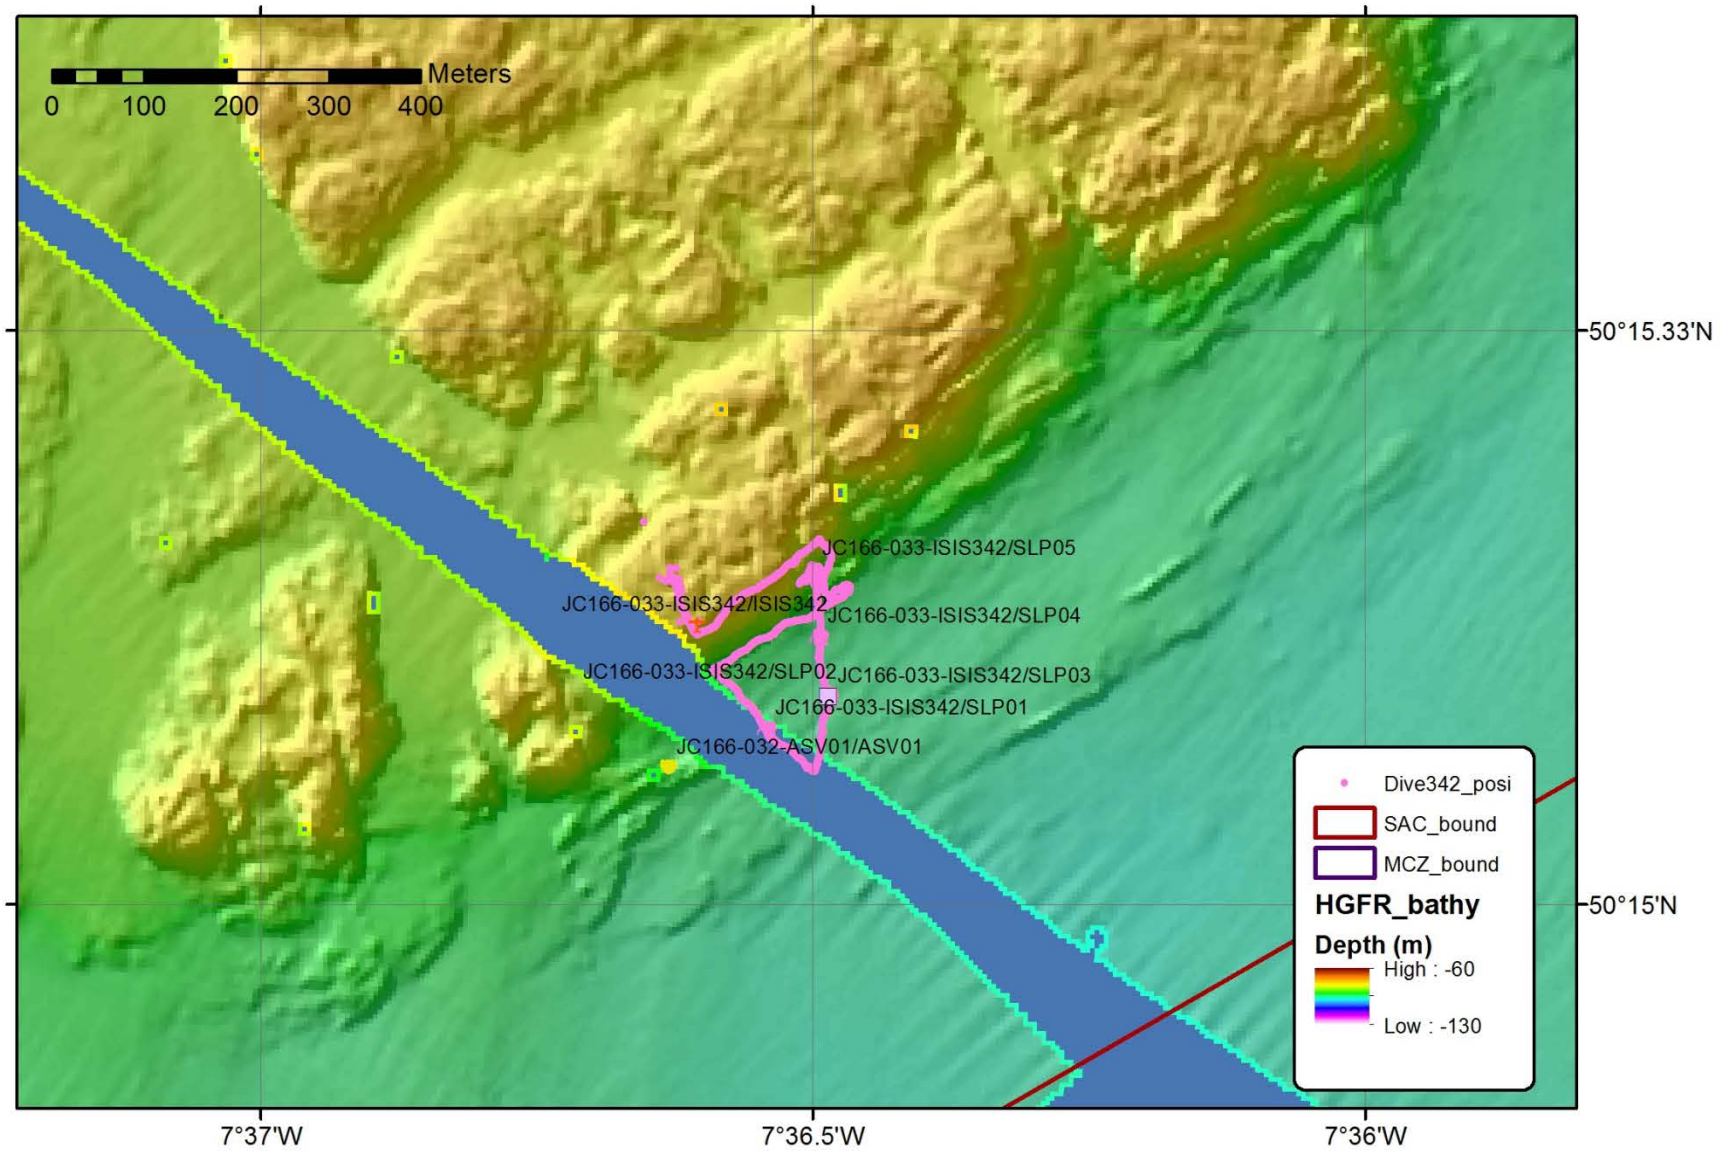 Meters
0 100 200 300 400
50°15.33'N
JC166-033-ISIS342/SLP05
JC166-033-ISIS342/ISIS342
JC166-033-ISIS342/SLP04
JC166-033-ISIS342/SLP02
JC166-033-ISIS342/SLP03
JC166-033-ISIS342/SLP01
JC166-032-ASV01/ASV01
Dive342_posi
SAC_bound
MCZ_bound
HGFR_bathy
Depth (m)
High : -60
Low : -130
50°15'N
7°37'W 7°36.5'W 7°36'W